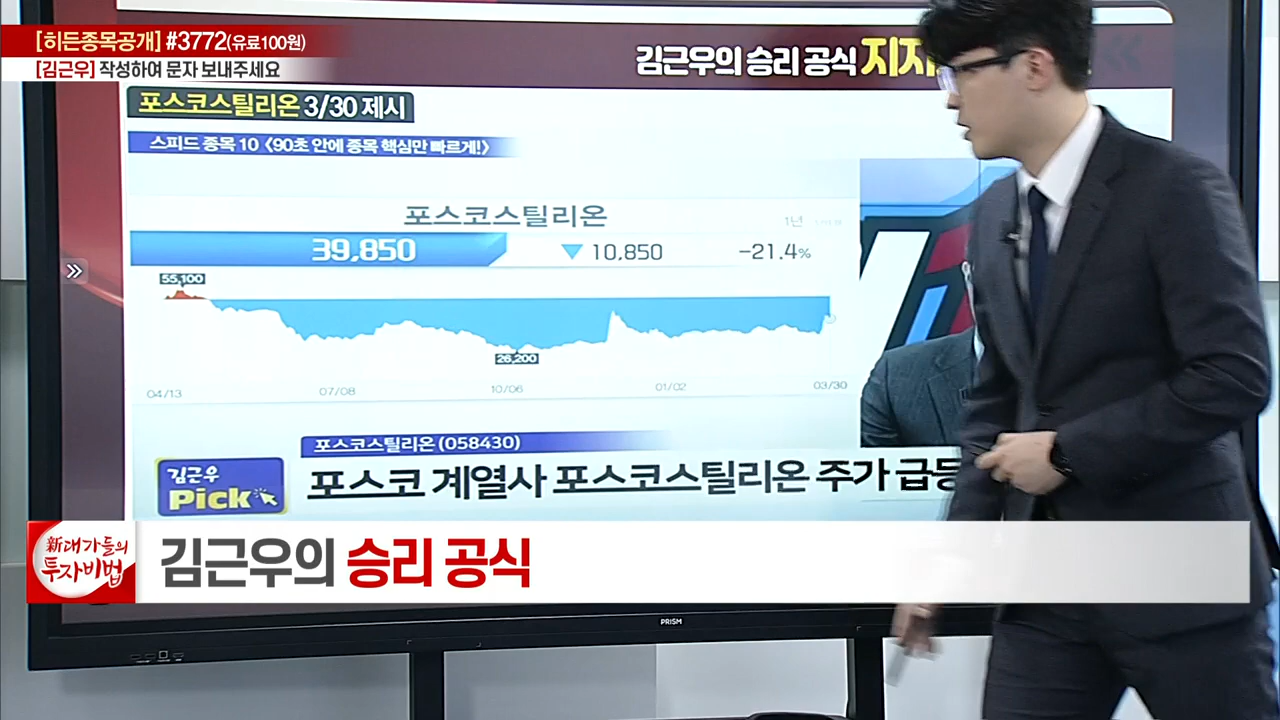 [히든종목공개] #3772(유료100원)
[김근우] 작성하여 문자 보내주세요
김근우의 승리 공식 지지
포스코스틸리온 3/30 제시
스피드 종목 10 《90초 안에 종목 핵심만 빠르게!》
포스코스틸리온
1년
39,850 ▼10,850 -21.4%
55,100
26,200
04/13 07/08 10/06 01/02 03/30
포스코스틸리온 (058430)
김근우
Pick
포스코 계열사 포스코스틸리온 주가 급등
新대가들의
투자비법
김근우의 승리 공식
PRISM